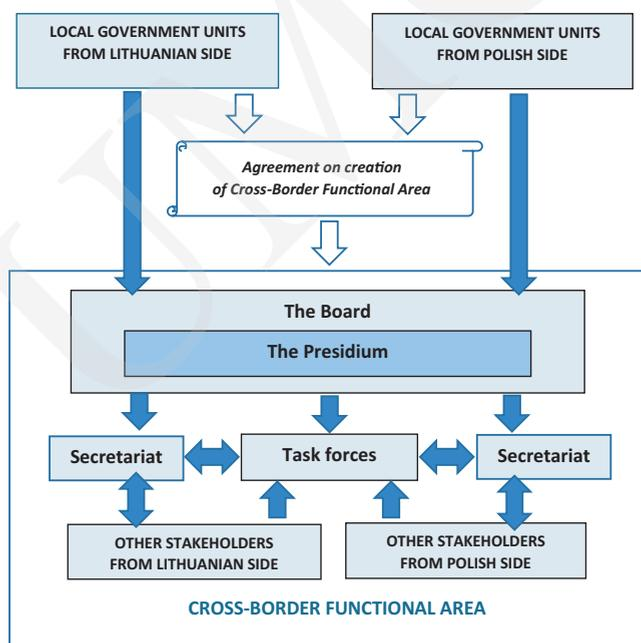 LOCAL GOVERNMENT UNITS
FROM LITHUANIAN SIDE
LOCAL GOVERNMENT UNITS
FROM POLISH SIDE
Agreement on creation
of Cross-Border Functional Area
The Board
The Presidium
Secretariat
Task forces
Secretariat
OTHER STAKEHOLDERS
FROM LITHUANIAN SIDE
OTHER STAKEHOLDERS
FROM POLISH SIDE
CROSS-BORDER FUNCTIONAL AREA